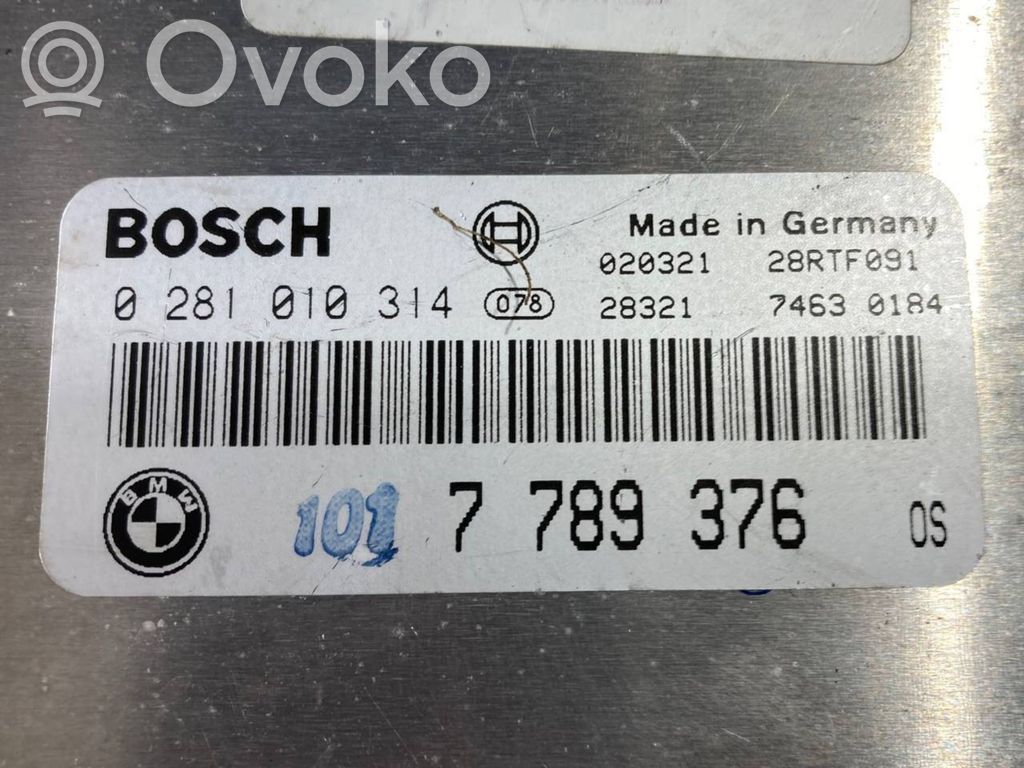 Ovoko
BOSCH Made in Germany
020321 28RTF091
0 281 010 314 078 28321 7463 0184
BMW 101 7 789 376 OS